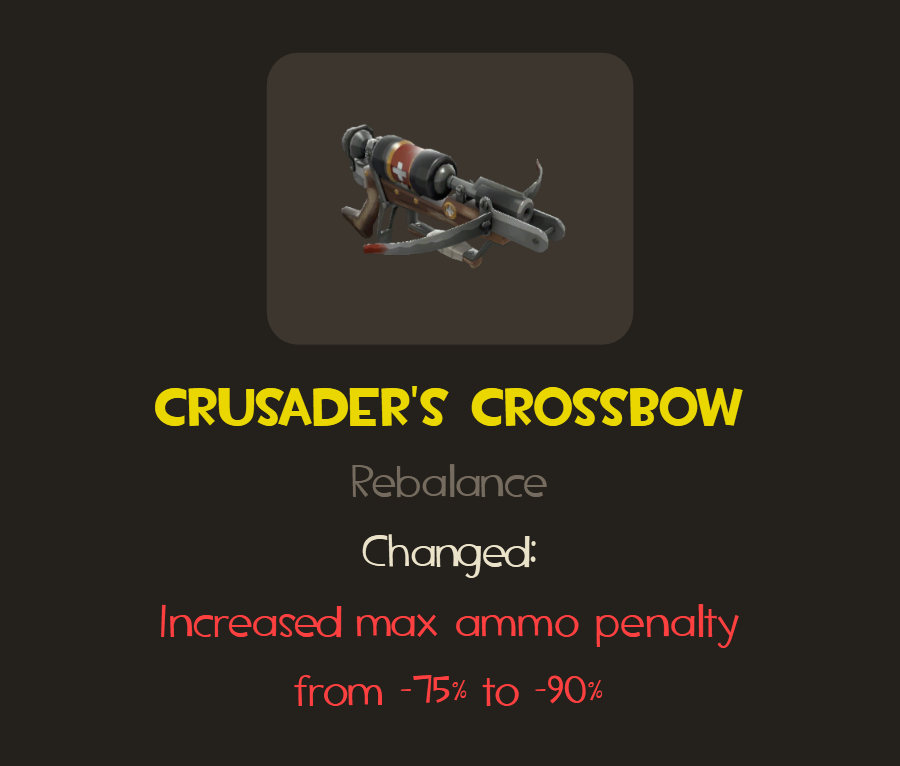 CRUSADER'S CROSSBOW
Rebalance
Changed:
Increased max ammo penalty
from -75% to -90%